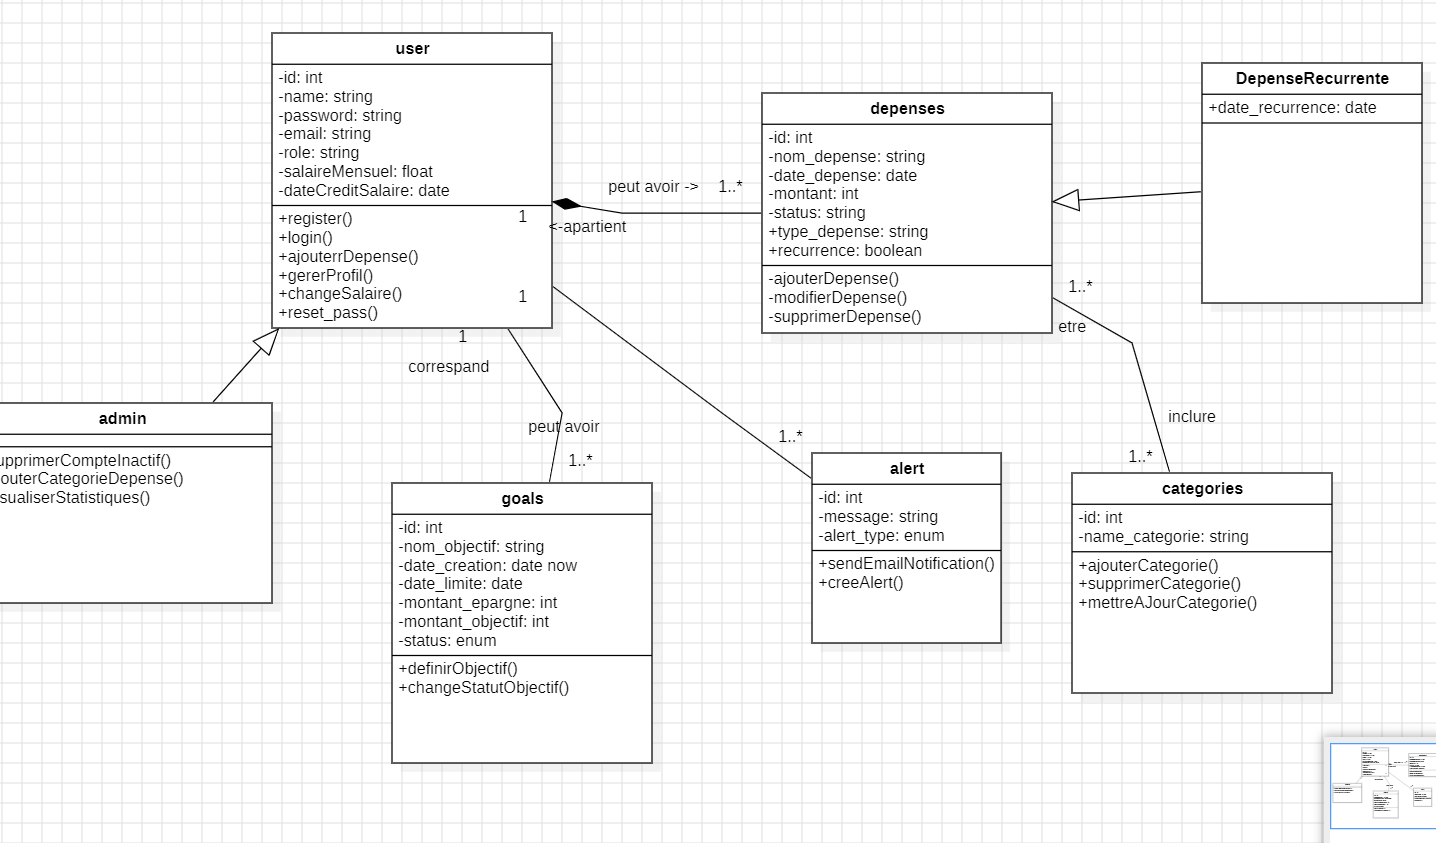 user
-id: int
-name: string
-password: string
-email: string
-role: string
-salaireMensuel: float
-dateCreditSalaire: date
+register()
+login()
+ajouterrDepense()
+gererProfil()
+changeSalaire()
+reset_pass()
1
1
1
peut avoir -> 1..*
<-apartient
depenses
-id: int
-nom_depense: string
-date_depense: date
-montant: int
-status: string
+type_depense: string
+recurrence: boolean
-ajouterDepense()
-modifierDepense()
-supprimerDepense()
DepenseRecurrente
+date_recurrence: date
1..*
etre
inclure
1..*
correspand
peut avoir
1..*
1..*
admin
upprimerCompteInactif()
outerCategorieDepense()
sualiserStatistiques()
goals
-id: int
-nom_objectif: string
-date_creation: date now
-date_limite: date
-montant_epargne: int
-montant_objectif: int
-status: enum
+definirObjectif()
+changeStatutObjectif()
alert
-id: int
-message: string
-alert_type: enum
+sendEmailNotification()
+creeAlert()
categories
-id: int
-name_categorie: string
+ajouterCategorie()
+supprimerCategorie()
+mettreAJourCategorie()